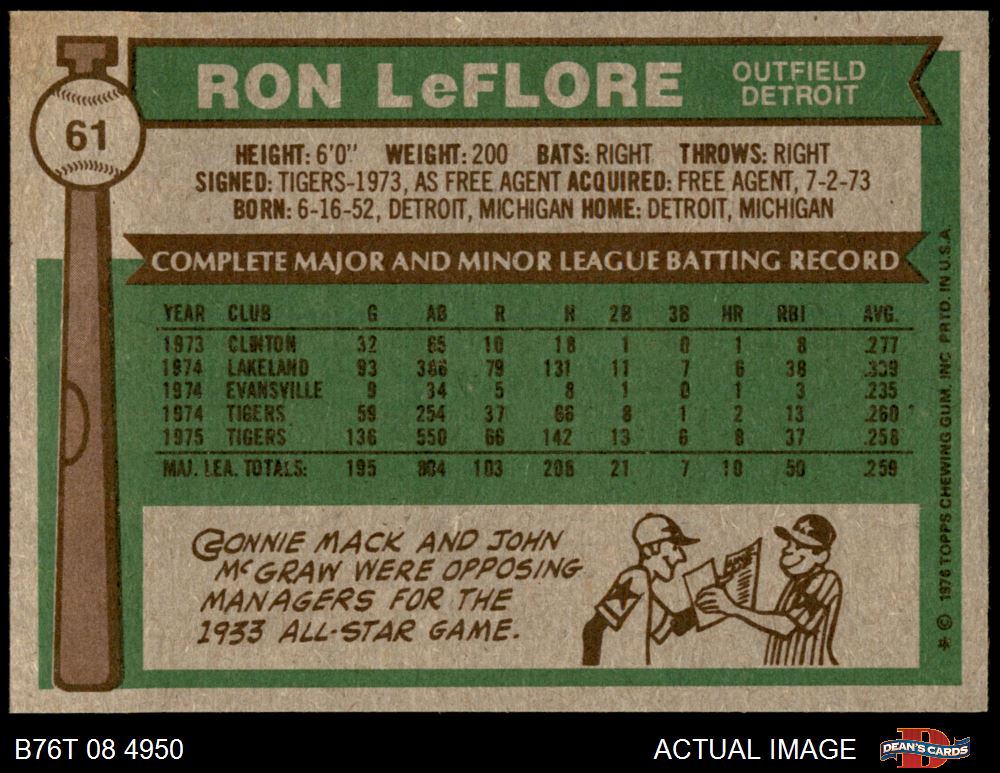 61
RON LeFLORE
OUTFIELD
DETROIT
HEIGHT: 6'0" WEIGHT: 200 BATS: RIGHT THROWS: RIGHT
SIGNED: TIGERS-1973, AS FREE AGENT ACQUIRED: FREE AGENT, 7-2-73
BORN: 6-16-52, DETROIT, MICHIGAN HOME: DETROIT, MICHIGAN
COMPLETE MAJOR AND MINOR LEAGUE BATTING RECORD
YEAR CLUB G AB R H 2B 3B HR RBI AVG.
1973 CLINTON 32 65 10 18 1 0 1 8 .277
1974 LAKELAND 93 386 79 131 11 7 6 38 .339
1974 EVANSVILLE 9 34 5 8 1 0 1 3 .235
1974 TIGERS 59 254 37 66 8 1 2 13 .260
1975 TIGERS 136 550 66 142 13 6 8 37 .258
MAJ. LEA. TOTALS: 195 804 103 208 21 7 10 50 .259
CONNIE MACK AND JOHN
McGRAW WERE OPPOSING
MANAGERS FOR THE
1933 ALL-STAR GAME.
✻ © 1976 TOPPS CHEWING GUM, INC. PRTD. IN U.S.A.
B76T 08 4950
ACTUAL IMAGE
DEAN'S CARDS